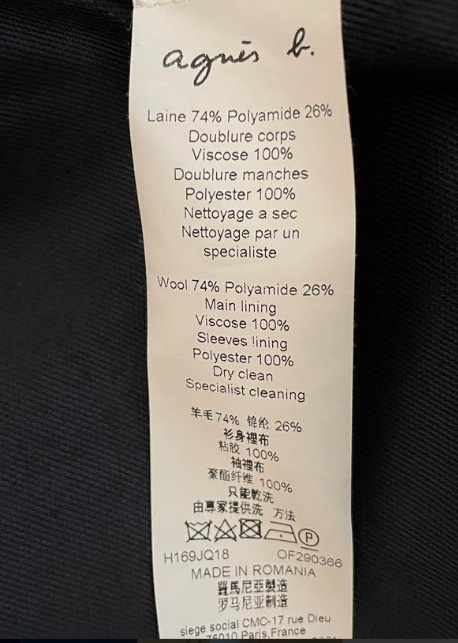 agnès b.
Laine 74% Polyamide 26%
Doublure corps
Viscose 100%
Doublure manches
Polyester 100%
Nettoyage a sec
Nettoyage par un
specialiste
Wool 74% Polyamide 26%
Main lining
Viscose 100%
Sleeves lining
Polyester 100%
Dry clean
Specialist cleaning
羊毛74% 锦纶 26%
衫身裡布
粘胶 100%
袖裡布
聚酯纤维 100%
只能乾洗
由專家提供洗 方法
P
H169JQ18 OF290366
MADE IN ROMANIA
羅馬尼亞製造
罗马尼亚制造
siege social CMC-17 rue Dieu
75010 Paris,France